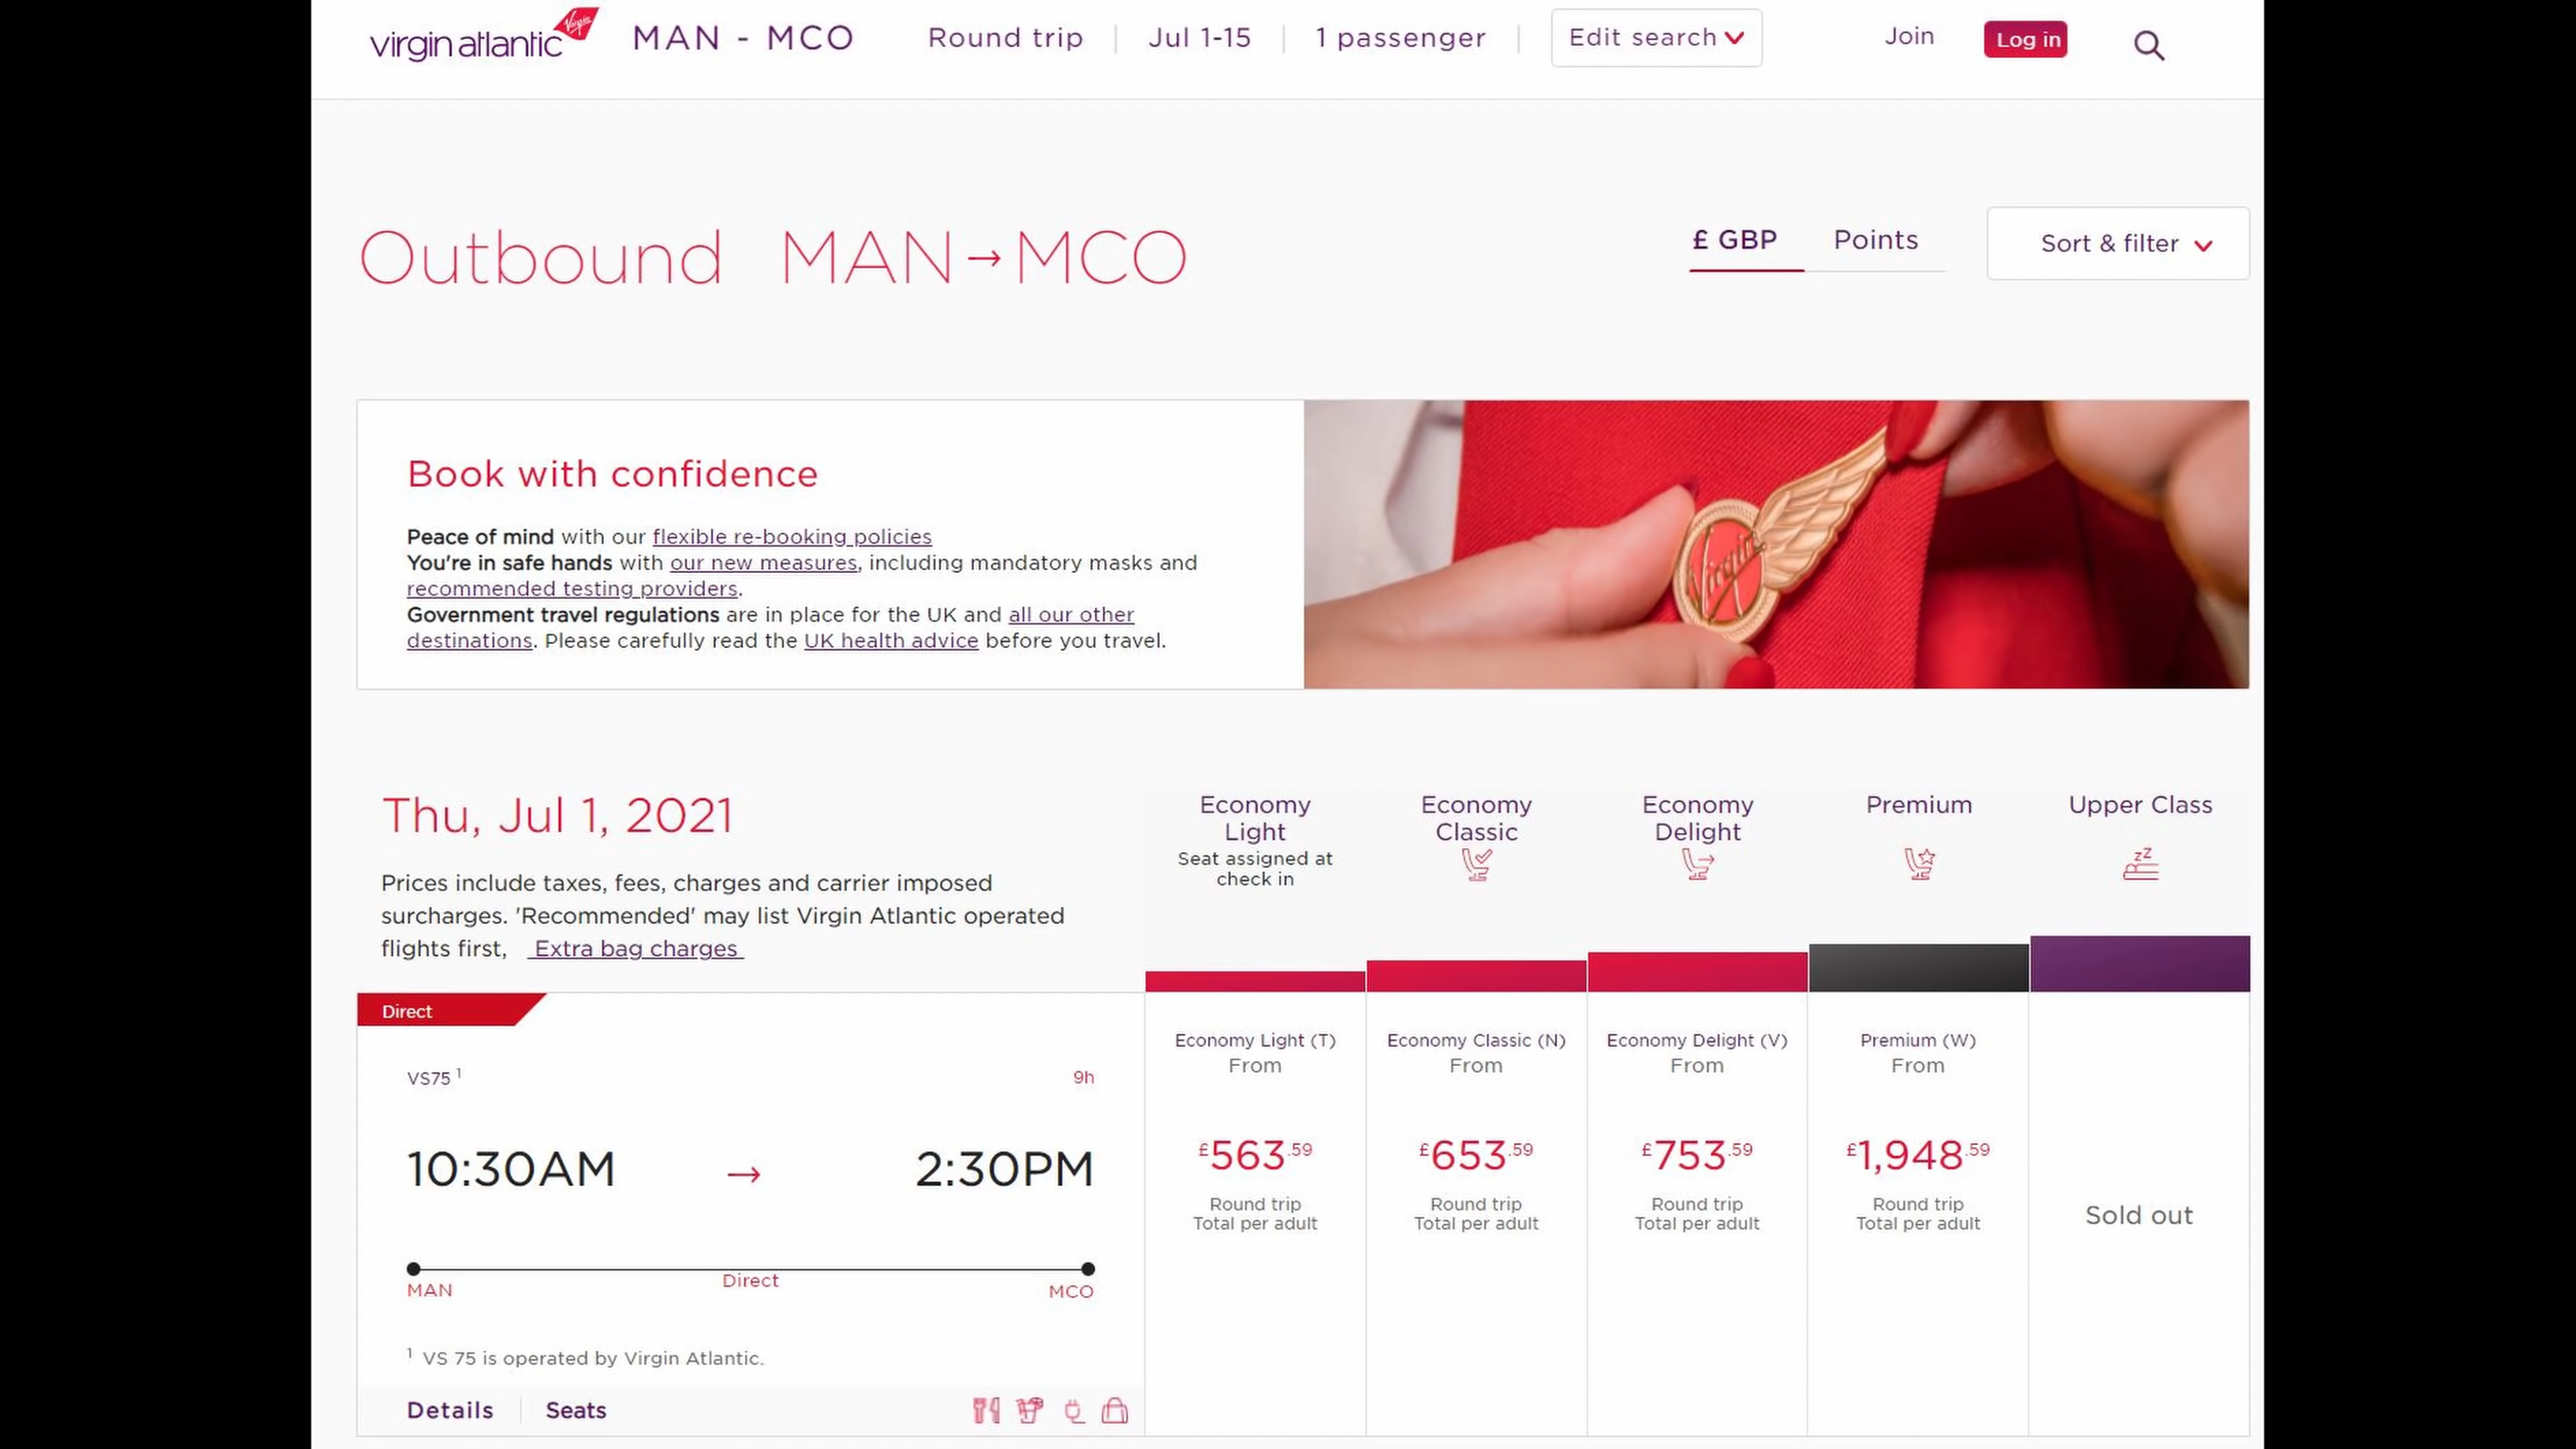 virgin atlantic
Virgin
MAN - MCO
Round trip
Jul 1-15
1 passenger
Edit search
Join
Log in
Outbound MAN→MCO
£ GBP
Points
Sort & filter
Book with confidence
Peace of mind with our flexible re-booking policies
You're in safe hands with our new measures, including mandatory masks and
recommended testing providers.
Government travel regulations are in place for the UK and all our other
destinations. Please carefully read the UK health advice before you travel.
Virgin
Thu, Jul 1, 2021
Prices include taxes, fees, charges and carrier imposed
surcharges. 'Recommended' may list Virgin Atlantic operated
flights first, Extra bag charges
Economy
Light
Seat assigned at
check in
Economy
Classic
Economy
Delight
Premium
Upper Class
zZ
Direct
VS75 1
9h
10:30AM → 2:30PM
MAN
Direct
MCO
1 VS 75 is operated by Virgin Atlantic.
Details
Seats
Economy Light (T)
From
£563.59
Round trip
Total per adult
Economy Classic (N)
From
£653.59
Round trip
Total per adult
Economy Delight (V)
From
£753.59
Round trip
Total per adult
Premium (W)
From
£1,948.59
Round trip
Total per adult
Sold out